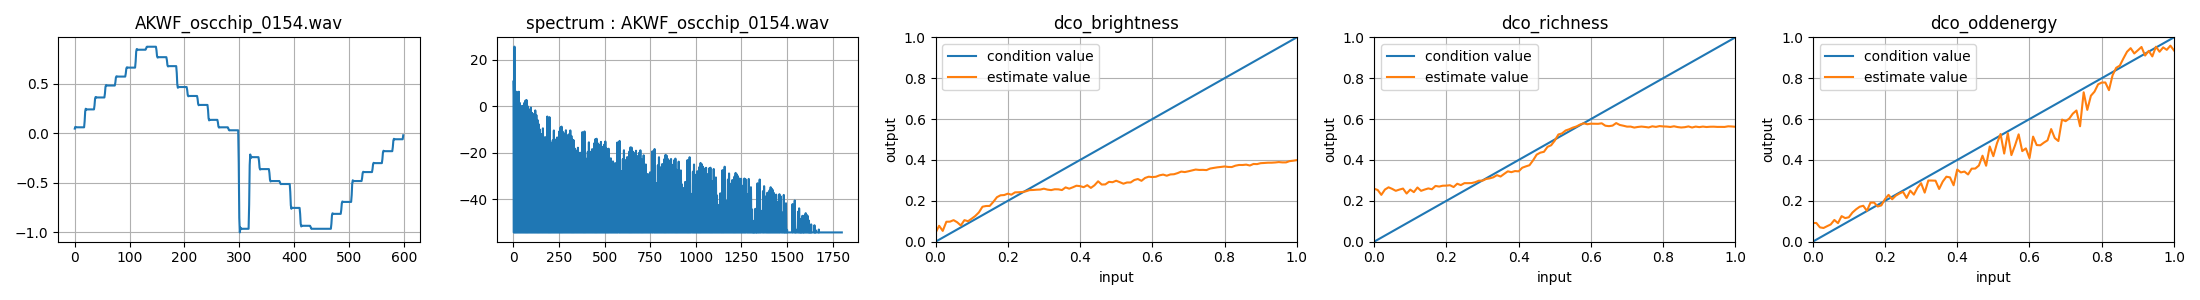 AKWF_oscchip_0154.wav
0.5
0.0
−0.5
−1.0
0 100 200 300 400 500 600
spectrum : AKWF_oscchip_0154.wav
20
0
−20
−40
0 250 500 750 1000 1250 1500 1750
dco_brightness
condition value
estimate value
output
1.0
0.8
0.6
0.4
0.2
0.0
0.0 0.2 0.4 0.6 0.8 1.0
input
dco_richness
condition value
estimate value
output
1.0
0.8
0.6
0.4
0.2
0.0
0.0 0.2 0.4 0.6 0.8 1.0
input
dco_oddenergy
condition value
estimate value
output
1.0
0.8
0.6
0.4
0.2
0.0
0.0 0.2 0.4 0.6 0.8 1.0
input